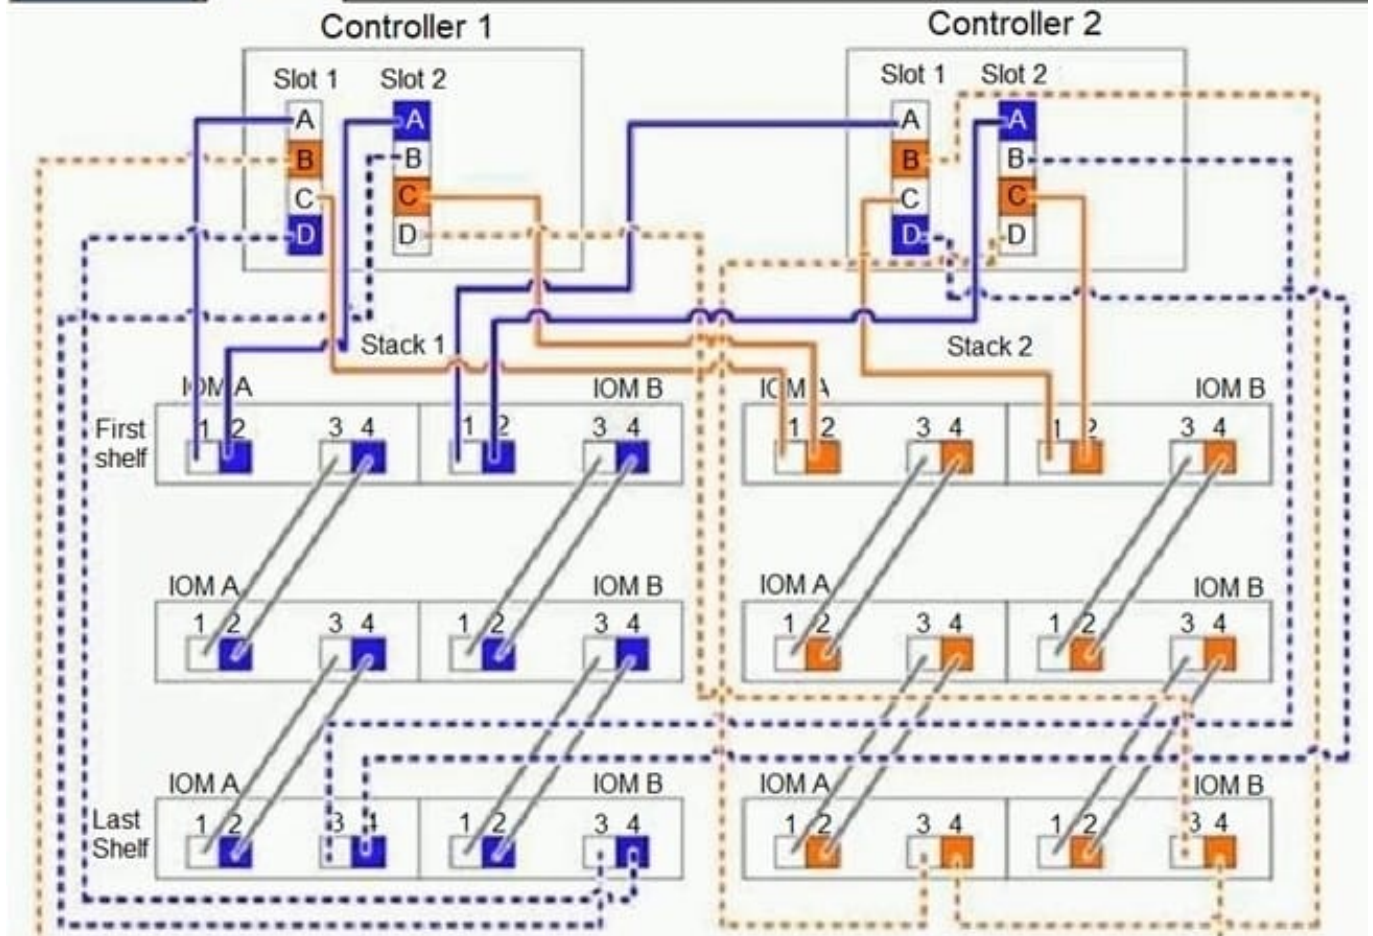 Controller 1
Controller 2
Slot 1 Slot 2
Slot 1 Slot 2
A A
B B
C C
D D
A A
B B
C C
D D
Stack 1
Stack 2
IOM A IOM B IOM A IOM B
First
shelf
1 2 3 4 1 2 3 4 1 2 3 4 1 2 3 4
IOM A IOM B IOM A IOM B
1 2 3 4 1 2 3 4 1 2 3 4 1 2 3 4
IOM A IOM B IOM A IOM B
Last
Shelf
1 2 3 4 1 2 3 4 1 2 3 4 1 2 3 4